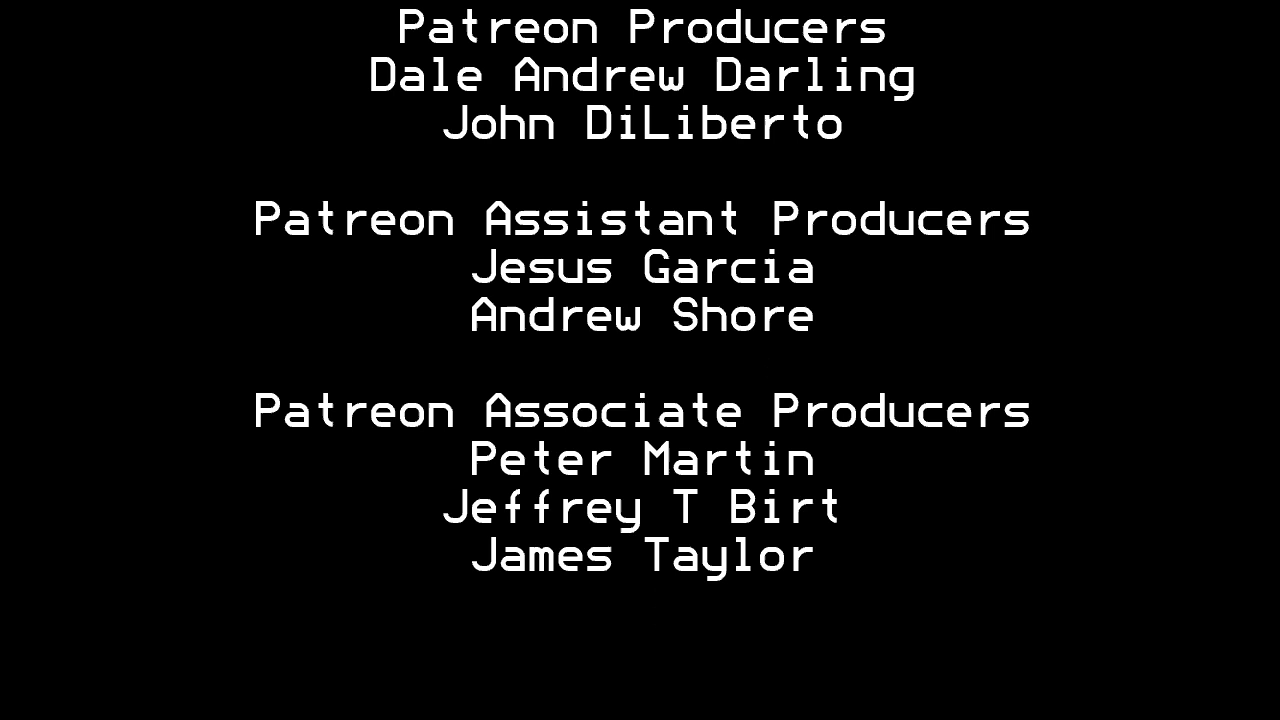 Patreon Producers
Dale Andrew Darling
John DiLiberto
Patreon Assistant Producers
Jesus Garcia
Andrew Shore
Patreon Associate Producers
Peter Martin
Jeffrey T Birt
James Taylor